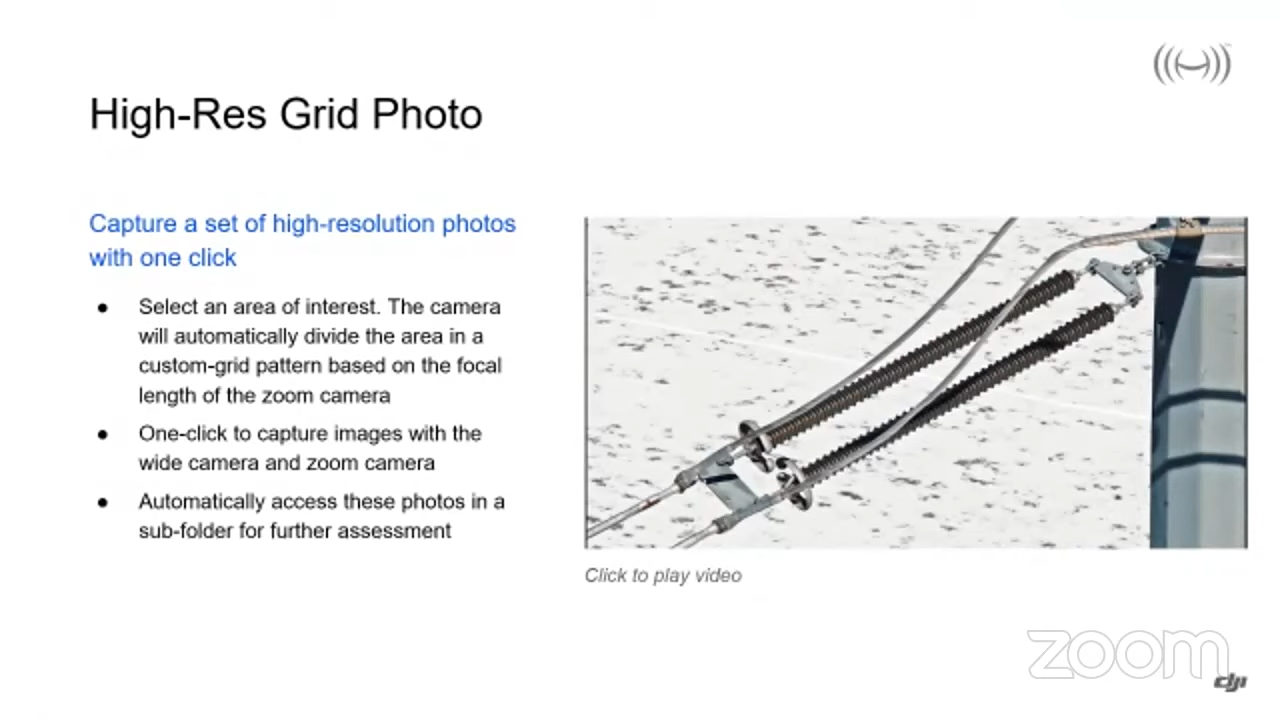 High-Res Grid Photo
Capture a set of high-resolution photos
with one click
● Select an area of interest. The camera
will automatically divide the area in a
custom-grid pattern based on the focal
length of the zoom camera
● One-click to capture images with the
wide camera and zoom camera
● Automatically access these photos in a
sub-folder for further assessment
Click to play video
zoom
dji